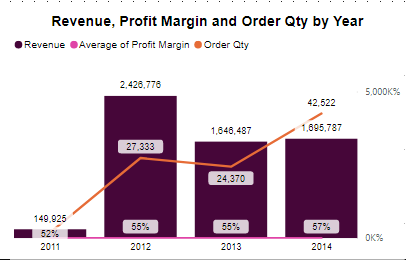 Revenue, Profit Margin and Order Qty by Year
Revenue Average of Profit Margin Order Qty
2,426,776
5,000K%
42,522
1,646,487
1,695,787
27,333
24,370
149,925
52%
55%
55%
57%
0K%
2011 2012 2013 2014